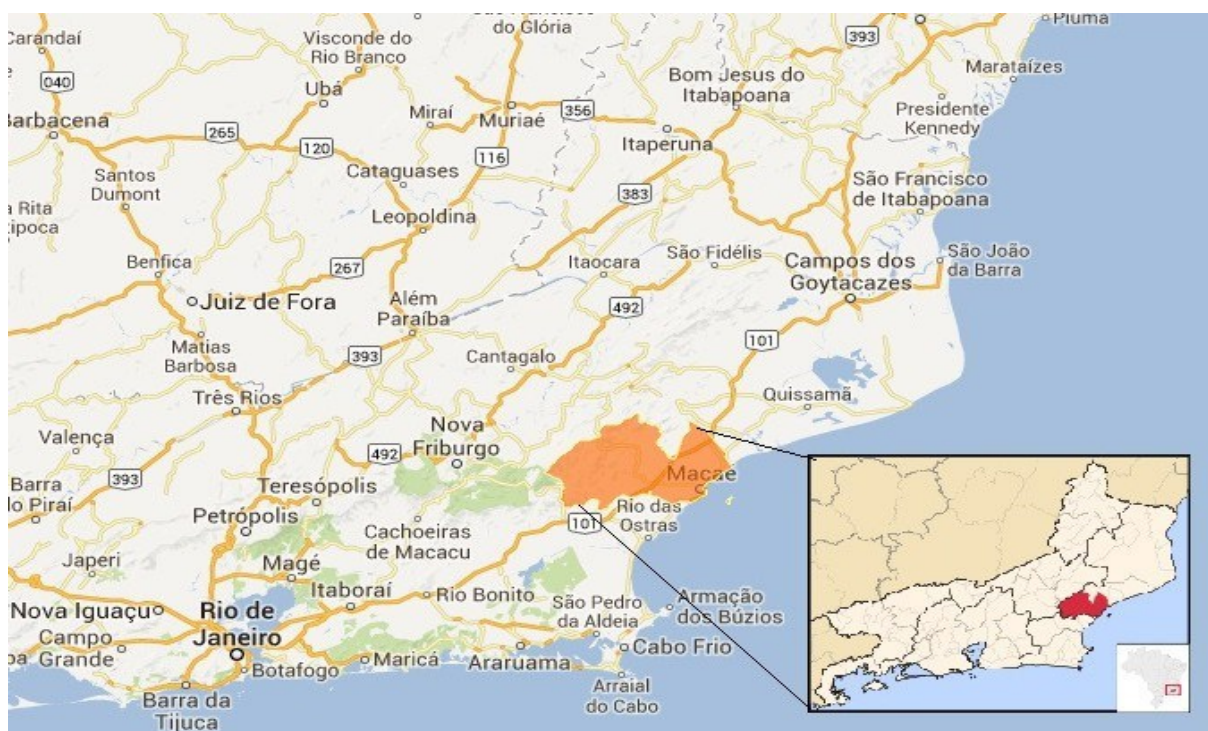 do Glória
Piuma
Carandaí
Visconde do
Rio Branco
393
Marataízes
040
Ubá
Bom Jesus do
Itabapoana
Miraí
Muriaé
356
Presidente
Kennedy
Barbacena
265
120
Itaperuna
116
Santos
Dumont
Cataguases
383
São Francisco
de Itabapoana
a Rita
tipoca
Leopoldina
Benfica
267
Itaocara
São Fidélis
Campos dos
Goytacazes
São João
da Barra
Juiz de Fora
Além
Paraíba
492
Matias
Barbosa
393
Cantagalo
101
Três Rios
Quissamã
Valença
Nova
Friburgo
492
393
Macae
Barra
do Piraí
Teresópolis
Petrópolis
Cachoeiras
de Macacu
101
Rio das
Ostras
Japeri
Magé
Itaboraí
Rio Bonito
Nova Iguaçu
Rio de
Janeiro
São Pedro
da Aldeia
Armação
dos Búzios
Campo
Grande
Botafogo
Maricá
Araruama
Cabo Frio
Barra da
Tijuca
Arraial
do Cabo